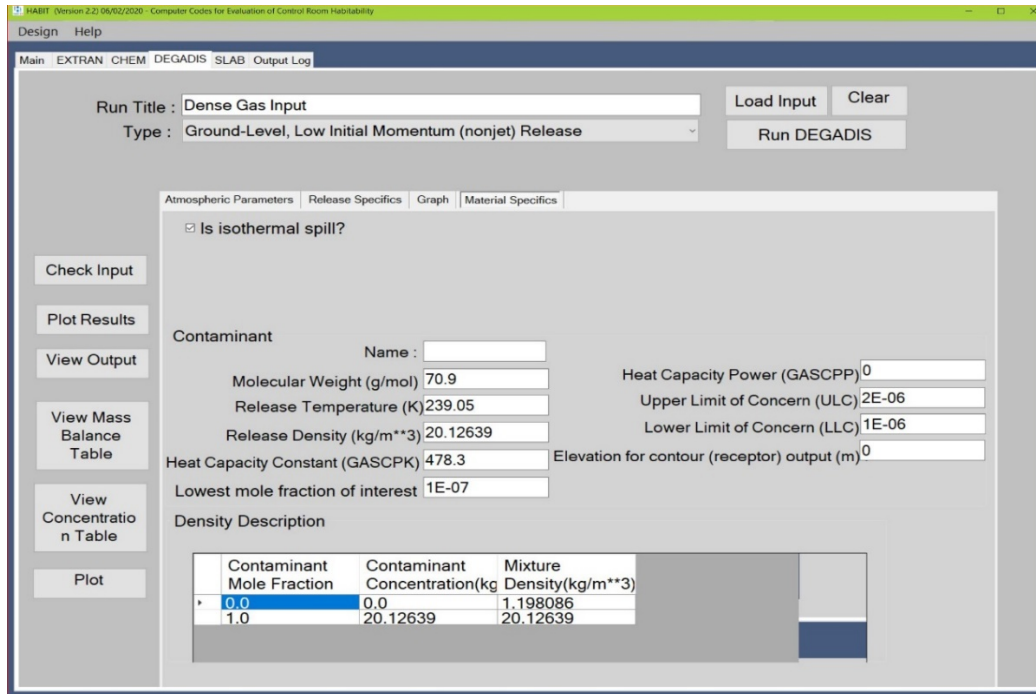 HABIT (Version 2.2) 06/02/2020 - Computer Codes for Evaluation of Control Room Habitability
Design Help
Main EXTRAN CHEM DEGADIS SLAB Output Log
Run Title : Dense Gas Input
Load Input Clear
Type : Ground-Level, Low Initial Momentum (nonjet) Release
Run DEGADIS
Atmospheric Parameters Release Specifics Graph Material Specifics
Is isothermal spill?
Check Input
Plot Results
View Output
View Mass
Balance
Table
View
Concentratio
n Table
Plot
Contaminant
Name :
Molecular Weight (g/mol) 70.9
Release Temperature (K) 239.05
Release Density (kg/m**3) 20.12639
Heat Capacity Constant (GASCPK) 478.3
Lowest mole fraction of interest 1E-07
Heat Capacity Power (GASCPP) 0
Upper Limit of Concern (ULC) 2E-06
Lower Limit of Concern (LLC) 1E-06
Elevation for contour (receptor) output (m) 0
Density Description
Contaminant Contaminant Mixture
Mole Fraction Concentration(kg Density(kg/m**3)
0.0 0.0 1.198086
1.0 20.12639 20.12639